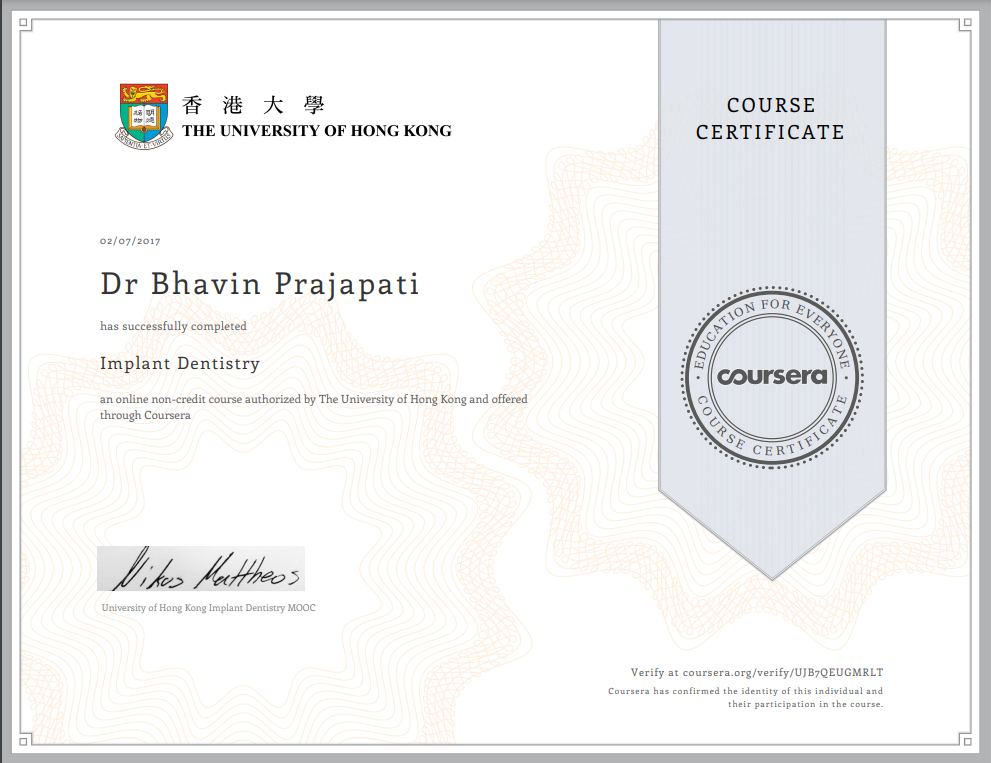 香港大學
THE UNIVERSITY OF HONG KONG
SAPIENTIA ET VIRTUS
COURSE
CERTIFICATE
02/07/2017
Dr Bhavin Prajapati
has successfully completed
Implant Dentistry
an online non-credit course authorized by The University of Hong Kong and offered
through Coursera
EDUCATION FOR EVERYONE
coursera
COURSE CERTIFICATE
Nikos Mattheos
University of Hong Kong Implant Dentistry MOOC
Verify at coursera.org/verify/UJB7QEUGMRLT
Coursera has confirmed the identity of this individual and
their participation in the course.